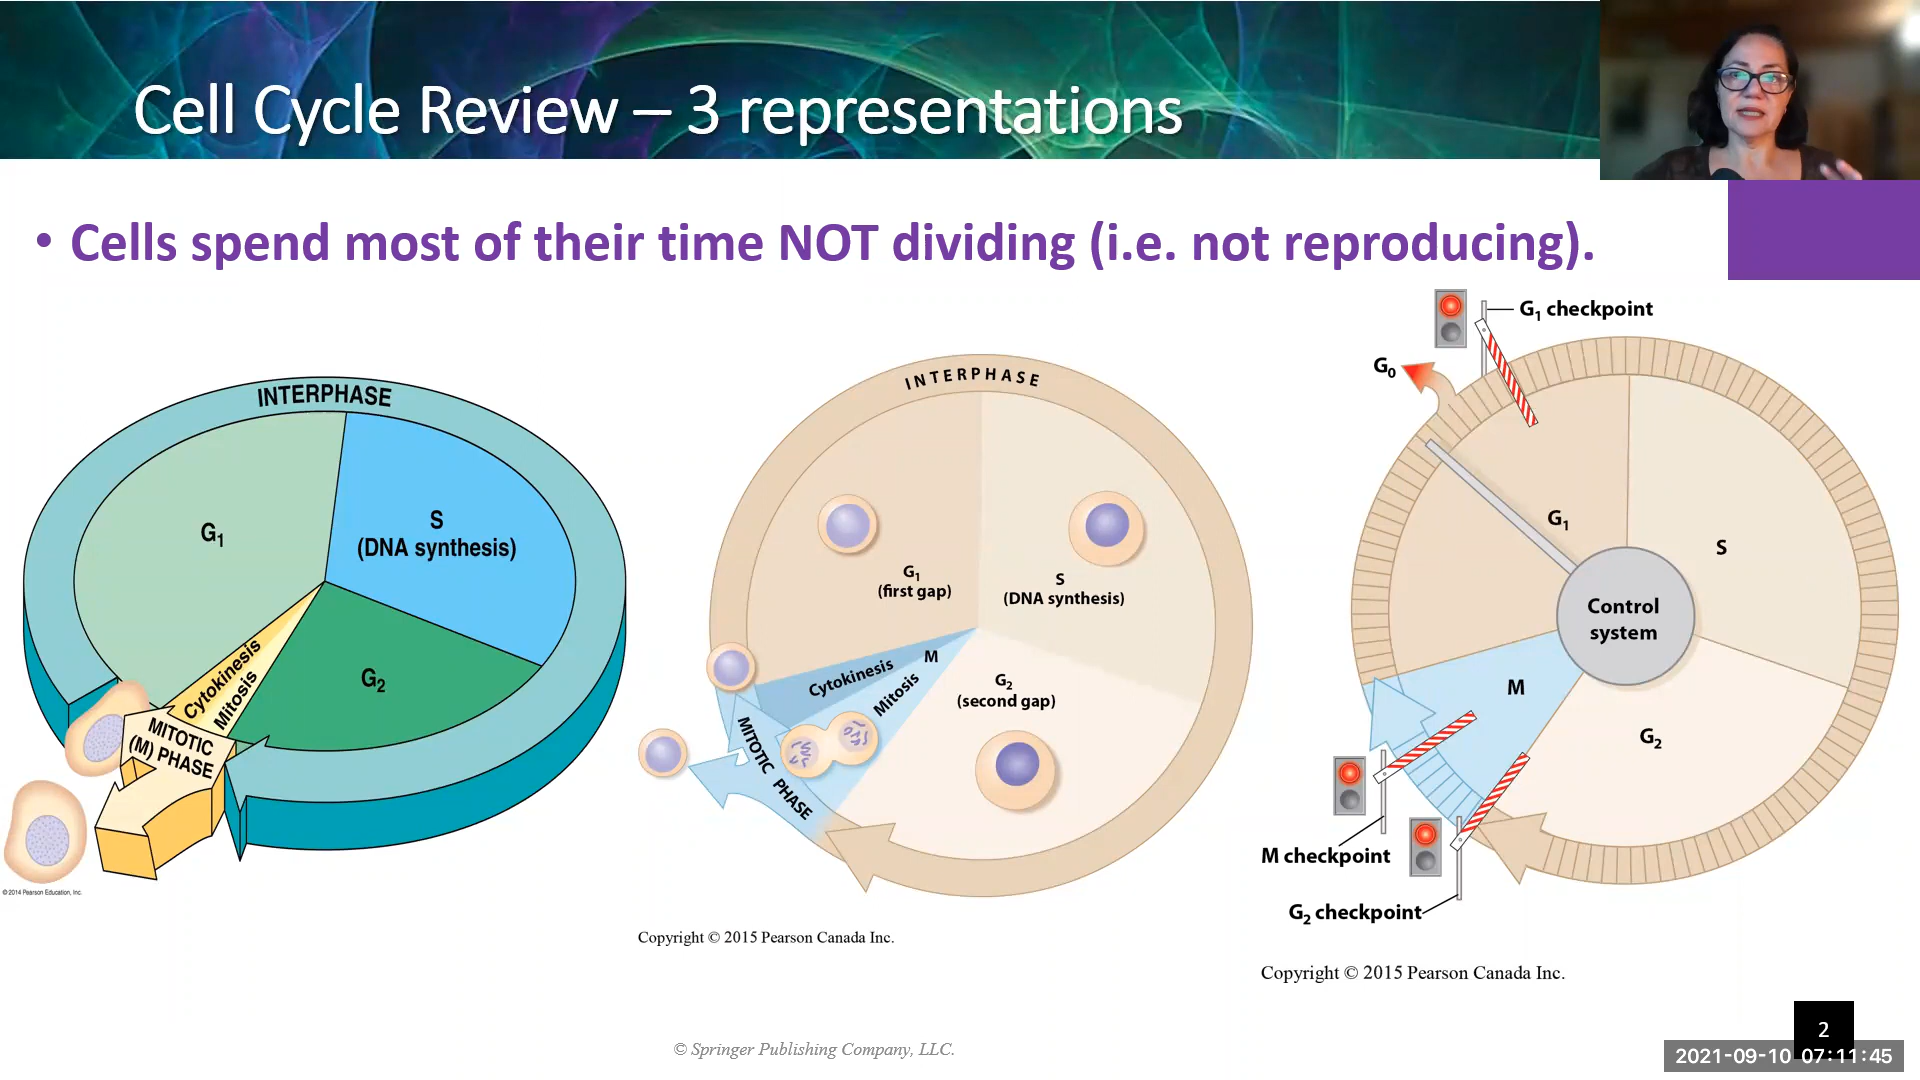 Cell Cycle Review – 3 representations
• Cells spend most of their time NOT dividing (i.e. not reproducing).
INTERPHASE
G1
S
(DNA synthesis)
G2
Cytokinesis
Mitosis
MITOTIC
(M) PHASE
© 2014 Pearson Education, Inc.
INTERPHASE
G1
(first gap)
S
(DNA synthesis)
Cytokinesis
M
Mitosis
G2
(second gap)
MITOTIC PHASE
Copyright © 2015 Pearson Canada Inc.
G1 checkpoint
G0
G1
S
Control
system
M
G2
M checkpoint
G2 checkpoint
Copyright © 2015 Pearson Canada Inc.
© Springer Publishing Company, LLC.
2
2021-09-10 07:11:45